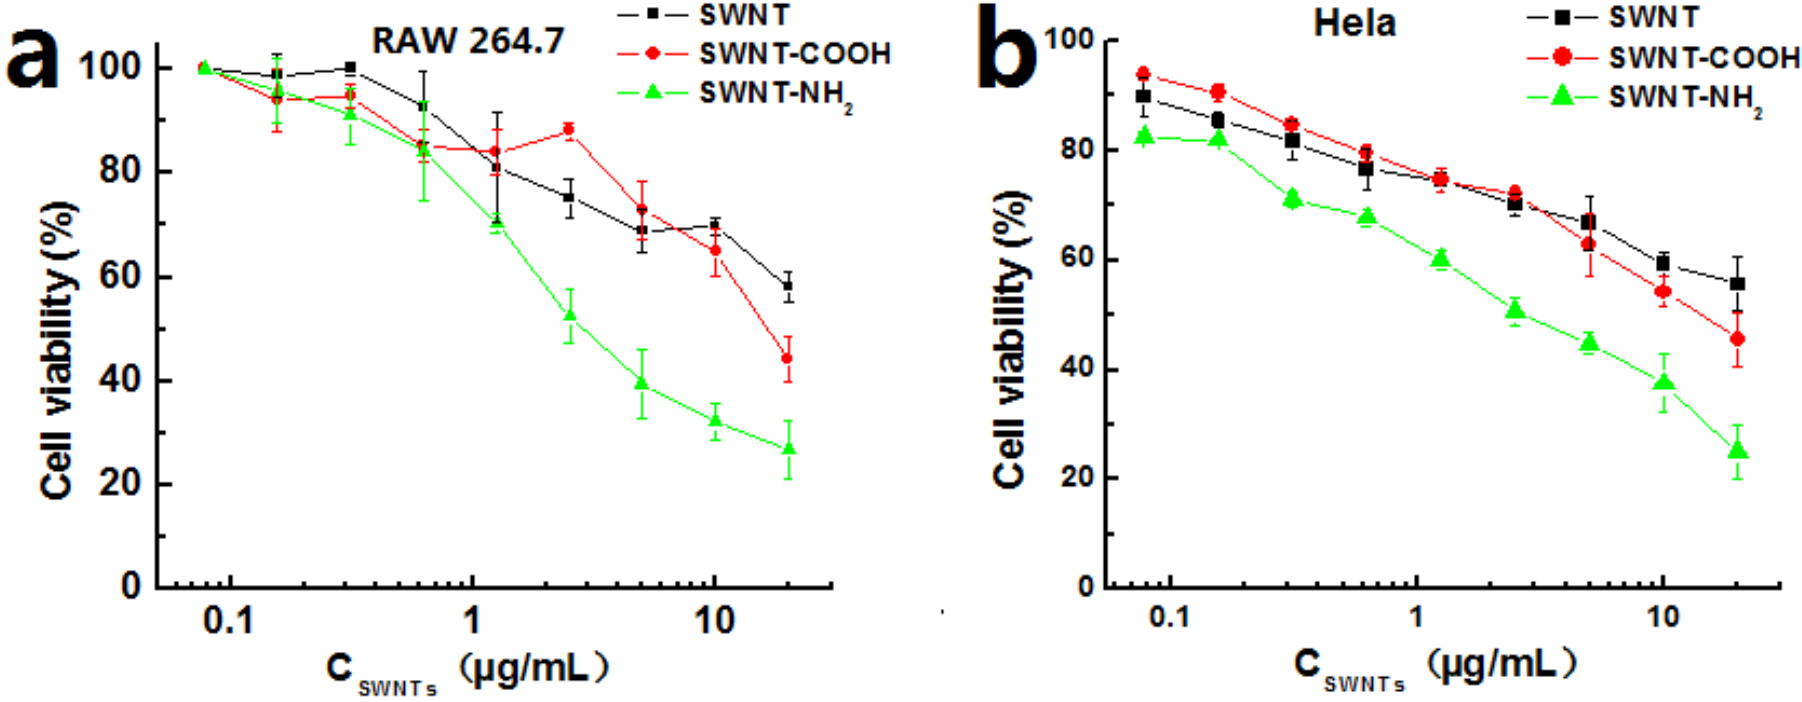 a
RAW 264.7
SWNT
SWNT-COOH
SWNT-NH2
100
80
60
40
20
0
Cell viability (%)
0.1
1
10
CSWNTs (μg/mL)
b
Hela
SWNT
SWNT-COOH
SWNT-NH2
100
80
60
40
20
0
Cell viability (%)
0.1
1
10
CSWNTs (μg/mL)